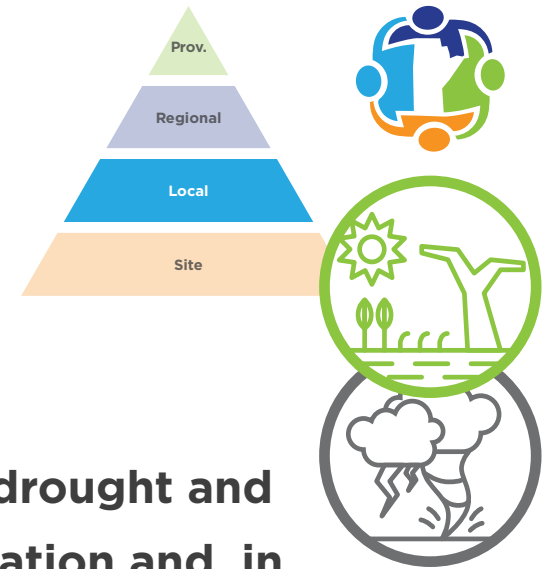 Prov.
Regional
Local
Site
drought and
ation and in